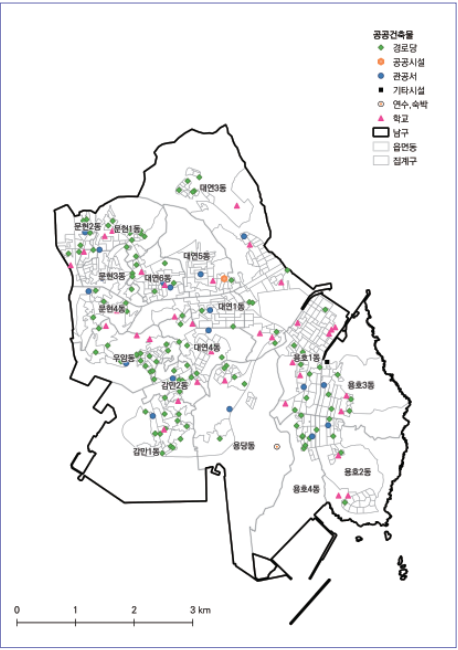 공공건축물
경로당
공공시설
관공서
기타시설
연수,숙박
학교
남구
읍면동
집계구
대연3동
문현2동
문현1동
대연5동
문현3동
대연6동
문현4동
대연1동
우암동
대연4동
용호1동
감만2동
용호3동
감만1동
용당동
용호2동
용호4동
0 1 2 3 km